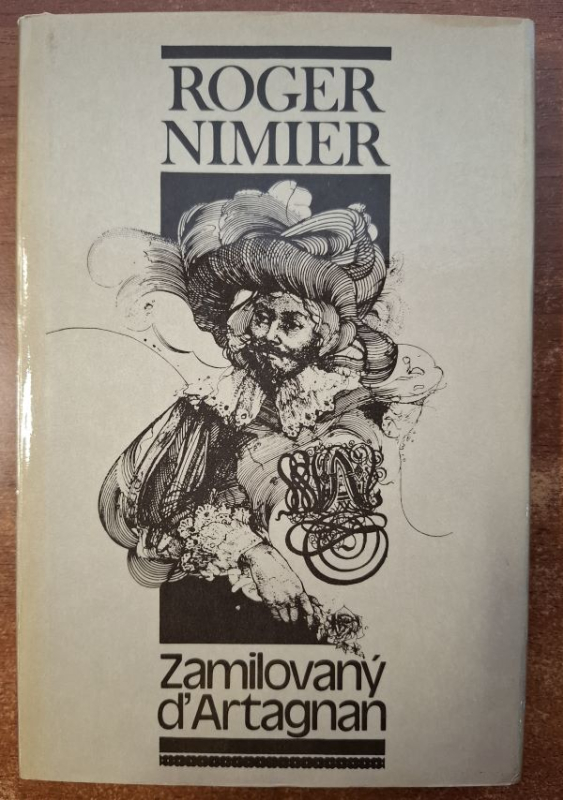 ROGER
NIMIER
Zamilovaný
d'Artagnan